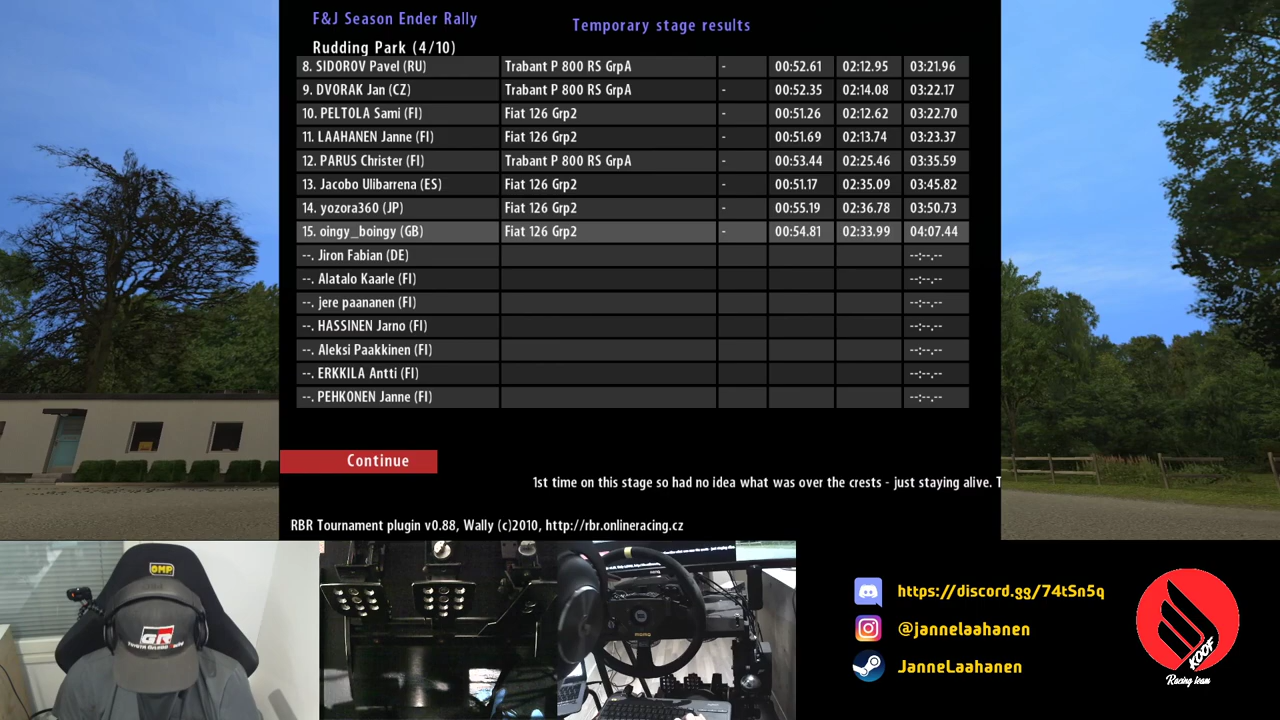 F&J Season Ender Rally
Temporary stage results
Rudding Park (4/10)
8. SIDOROV Pavel (RU) Trabant P 800 RS GrpA - 00:52.61 02:12.95 03:21.96
9. DVORAK Jan (CZ) Trabant P 800 RS GrpA - 00:52.35 02:14.08 03:22.17
10. PELTOLA Sami (FI) Fiat 126 Grp2 - 00:51.26 02:12.62 03:22.70
11. LAAHANEN Janne (FI) Fiat 126 Grp2 - 00:51.69 02:13.74 03:23.37
12. PARUS Christer (FI) Trabant P 800 RS GrpA - 00:53.44 02:25.46 03:35.59
13. Jacobo Ulibarrena (ES) Fiat 126 Grp2 - 00:51.17 02:35.09 03:45.82
14. yozora360 (JP) Fiat 126 Grp2 - 00:55.19 02:36.78 03:50.73
15. oingy_boingy (GB) Fiat 126 Grp2 - 00:54.81 02:33.99 04:07.44
--. Jiron Fabian (DE) --:--.--
--. Alatalo Kaarle (FI) --:--.--
--. jere paananen (FI) --:--.--
--. HASSINEN Jarno (FI) --:--.--
--. Aleksi Paakkinen (FI) --:--.--
--. ERKKILA Antti (FI) --:--.--
--. PEHKONEN Janne (FI) --:--.--
Continue
1st time on this stage so had no idea what was over the crests - just staying alive. T
RBR Tournament plugin v0.88, Wally (c)2010, http://rbr.onlineracing.cz
OMP
GR
momo
https://discord.gg/74tSn5q
@jannelaahanen
JanneLaahanen
KOOF
Racing team